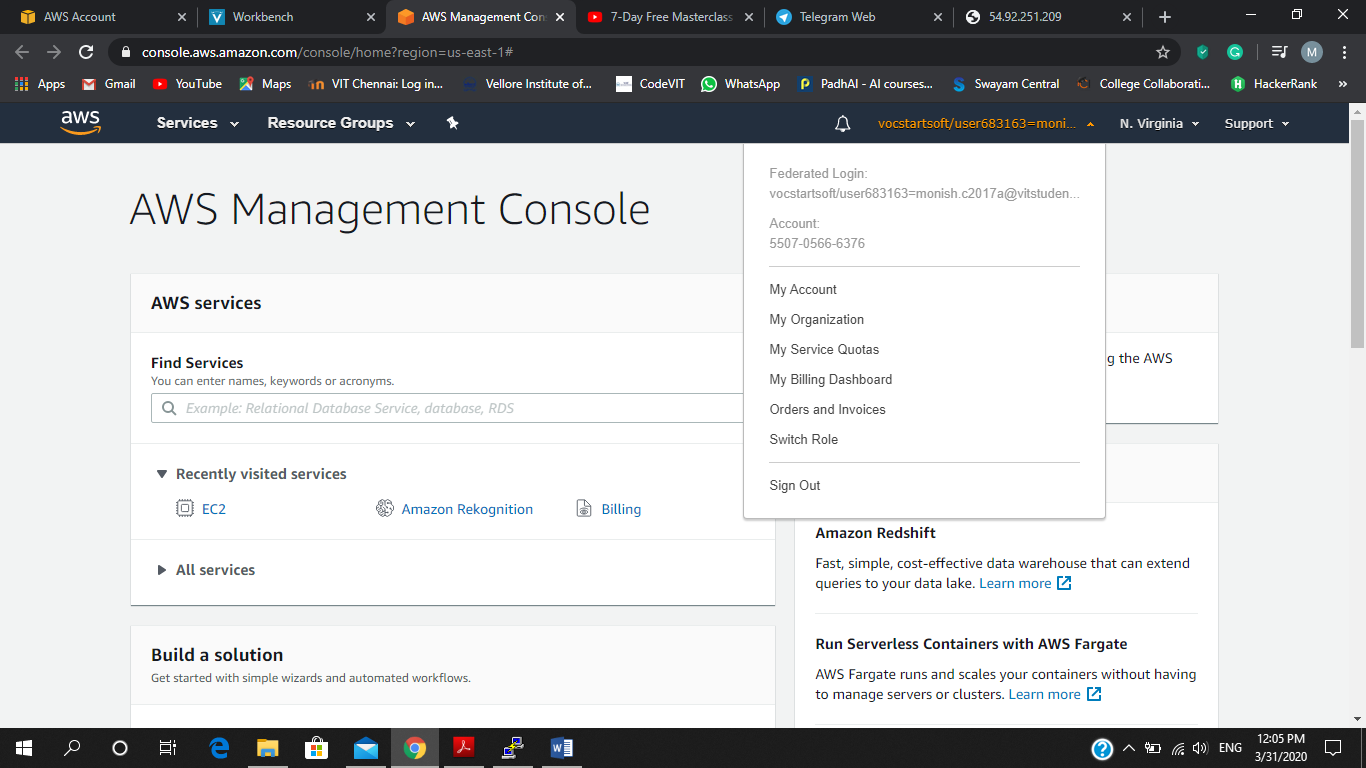 AWS Account
Workbench
AWS Management Con
7-Day Free Masterclass
Telegram Web
54.92.251.209
console.aws.amazon.com/console/home?region=us-east-1#
M
Apps
Gmail
YouTube
Maps
VIT Chennai: Log in...
Vellore Institute of...
CodeVIT
WhatsApp
PadhAI - AI courses...
Swayam Central
College Collaborati...
HackerRank
»
aws
Services
Resource Groups
vocstartsoft/user683163=moni...
N. Virginia
Support
Federated Login:
vocstartsoft/user683163=monish.c2017a@vitstuden...
Account:
5507-0566-6376
My Account
My Organization
My Service Quotas
My Billing Dashboard
Orders and Invoices
Switch Role
Sign Out
AWS Management Console
AWS services
Find Services
You can enter names, keywords or acronyms.
Example: Relational Database Service, database, RDS
Recently visited services
EC2
Amazon Rekognition
Billing
All services
Build a solution
Get started with simple wizards and automated workflows.
g the AWS
Amazon Redshift
Fast, simple, cost-effective data warehouse that can extend
queries to your data lake. Learn more
Run Serverless Containers with AWS Fargate
AWS Fargate runs and scales your containers without having
to manage servers or clusters. Learn more
ENG
12:05 PM
3/31/2020